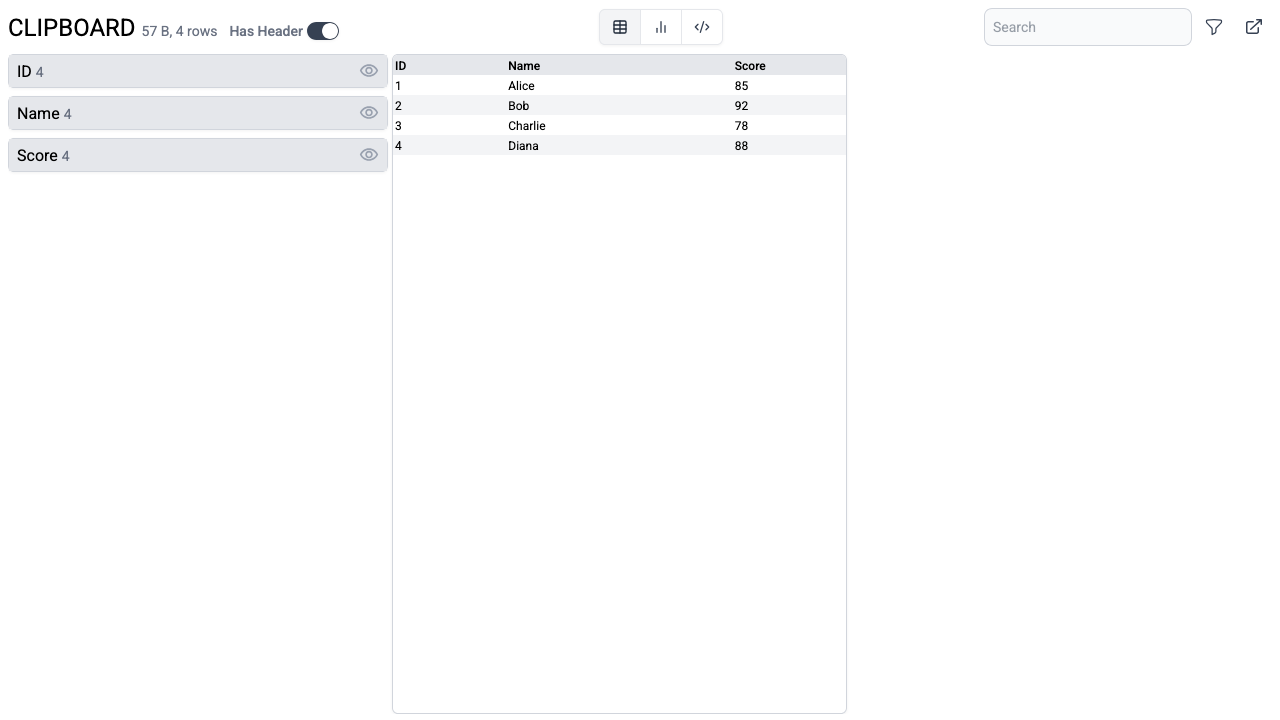 CLIPBOARD 57 B, 4 rows Has Header
Search
ID 4
Name 4
Score 4
ID Name Score
1 Alice 85
2 Bob 92
3 Charlie 78
4 Diana 88